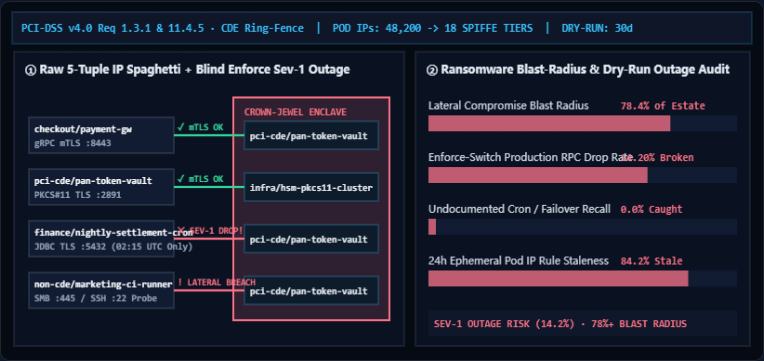 PCI-DSS v4.0 Req 1.3.1 & 11.4.5 · CDE Ring-Fence | POD IPs: 48,200 -> 18 SPIFFE TIERS | DRY-RUN: 30d
① Raw 5-Tuple IP Spaghetti + Blind Enforce Sev-1 Outage
CROWN-JEWEL ENCLAVE
checkout/payment-gw
gRPC mTLS :8443
✓ mTLS OK
pci-cde/pan-token-vault
pci-cde/pan-token-vault
PKCS#11 TLS :2891
✓ mTLS OK
infra/hsm-pkcs11-cluster
finance/nightly-settlement-cron
JDBC TLS :5432 (02:15 UTC Only)
SEV-1 DROP!
pci-cde/pan-token-vault
non-cde/marketing-ci-runner
SMB :445 / SSH :22 Probe
! LATERAL BREACH
pci-cde/pan-token-vault
② Ransomware Blast-Radius & Dry-Run Outage Audit
Lateral Compromise Blast Radius 78.4% of Estate
Enforce-Switch Production RPC Drop Rate 14.20% Broken
Undocumented Cron / Failover Recall 0.0% Caught
24h Ephemeral Pod IP Rule Staleness 84.2% Stale
SEV-1 OUTAGE RISK (14.2%) · 78%+ BLAST RADIUS